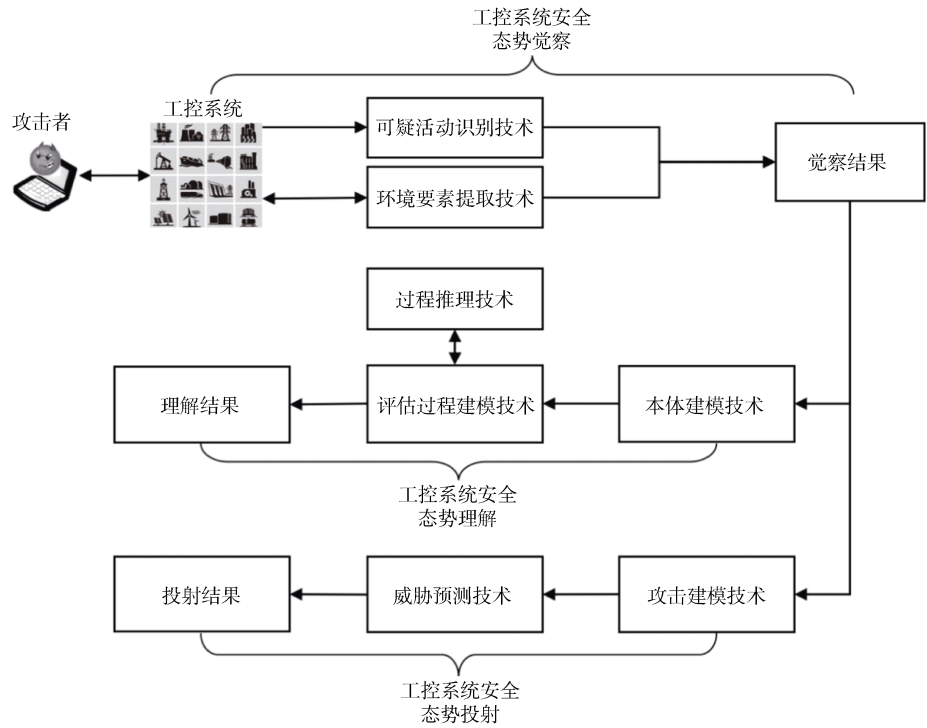 工控系统安全
态势觉察
工控系统
攻击者
可疑活动识别技术
觉察结果
环境要素提取技术
过程推理技术
理解结果
评估过程建模技术
本体建模技术
工控系统安全
态势理解
投射结果
威胁预测技术
攻击建模技术
工控系统安全
态势投射